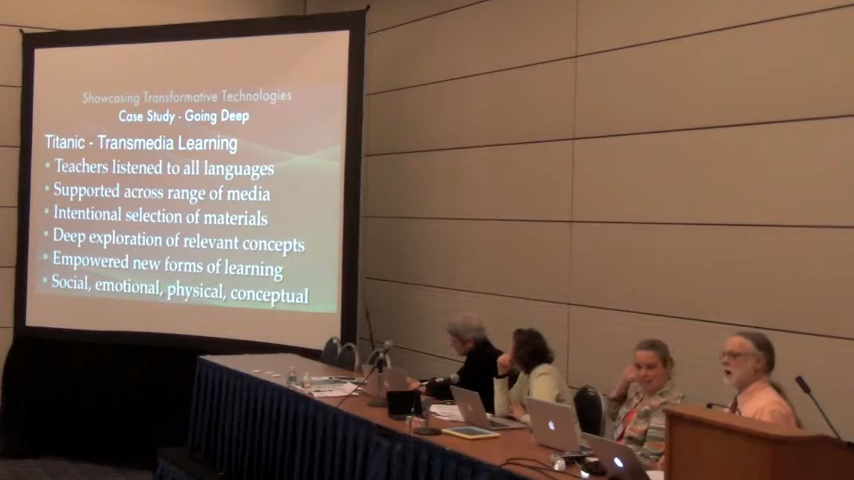 Showcasing Transformative Technologies
Case Study - Going Deep
Titanic - Transmedia Learning
• Teachers listened to all languages
• Supported across range of media
• Intentional selection of materials
• Deep exploration of relevant concepts
• Empowered new forms of learning
• Social, emotional, physical, conceptual